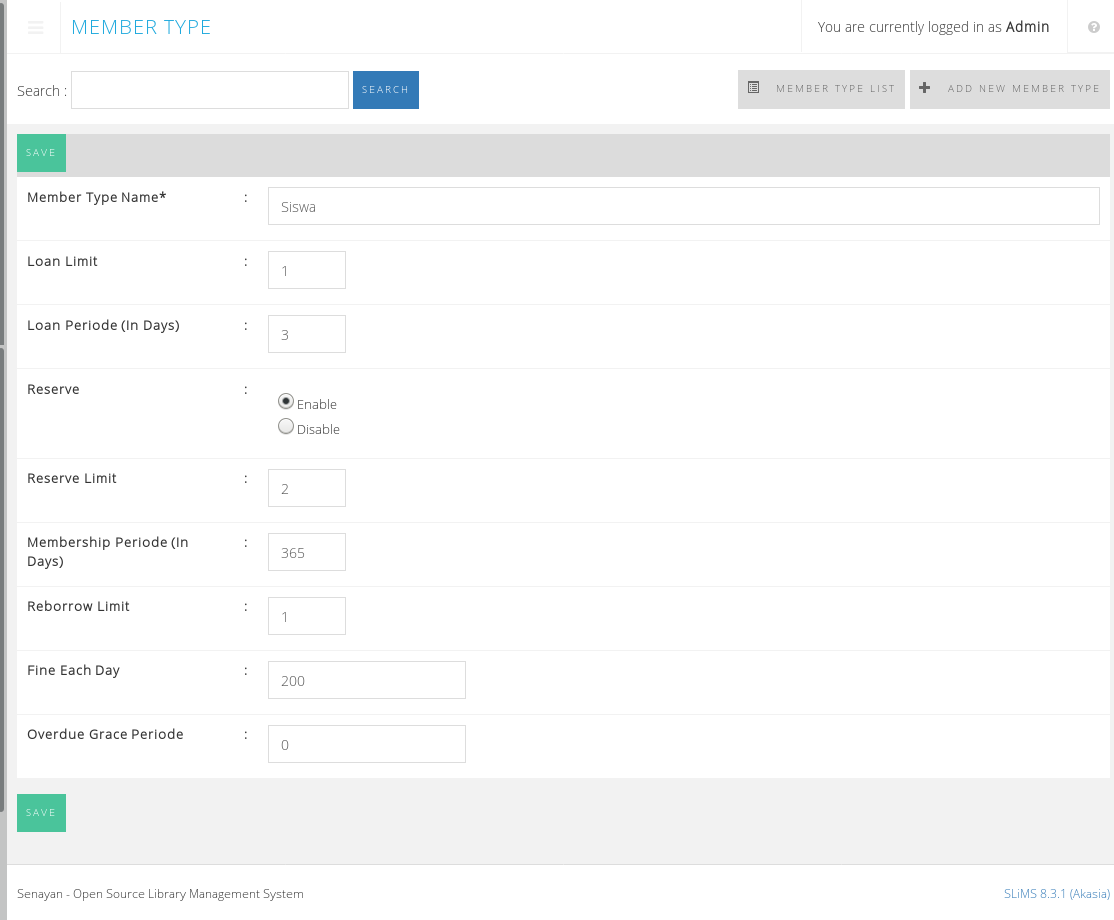 MEMBER TYPE
You are currently logged in as Admin
Search :
SEARCH
MEMBER TYPE LIST
ADD NEW MEMBER TYPE
SAVE
Member Type Name* : Siswa
Loan Limit : 1
Loan Periode (In Days) : 3
Reserve :
Enable
Disable
Reserve Limit : 2
Membership Periode (In : 365
Days)
Reborrow Limit : 1
Fine Each Day : 200
Overdue Grace Periode : 0
SAVE
Senayan - Open Source Library Management System
SLiMS 8.3.1 (Akasia)